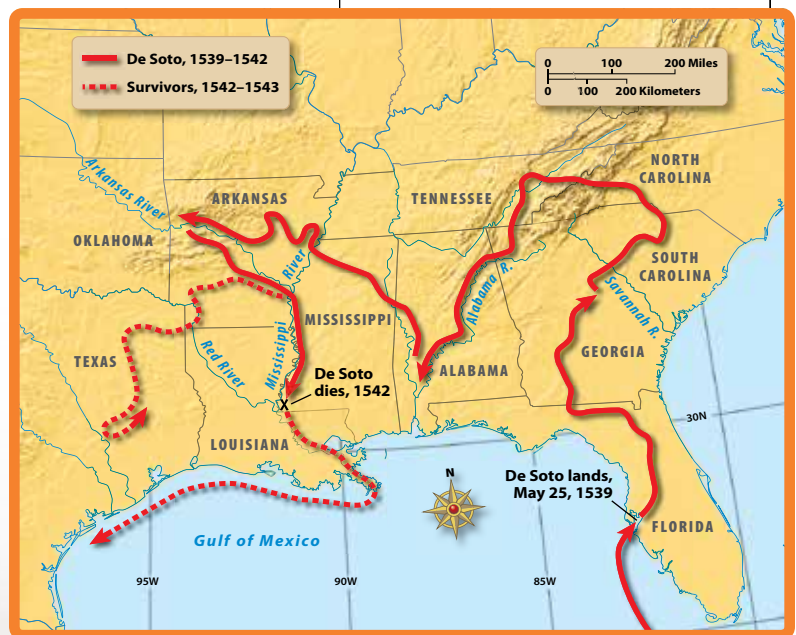 De Soto, 1539–1542
Survivors, 1542–1543
0 100 200 Miles
0 100 200 Kilometers
Arkansas River
ARKANSAS
TENNESSEE
NORTH
CAROLINA
OKLAHOMA
River
Alabama R.
SOUTH
CAROLINA
Savannah R.
MISSISSIPPI
Mississippi
TEXAS
Red River
GEORGIA
ALABAMA
De Soto
dies, 1542
30N
LOUISIANA
N
De Soto lands,
May 25, 1539
FLORIDA
Gulf of Mexico
95W
90W
85W